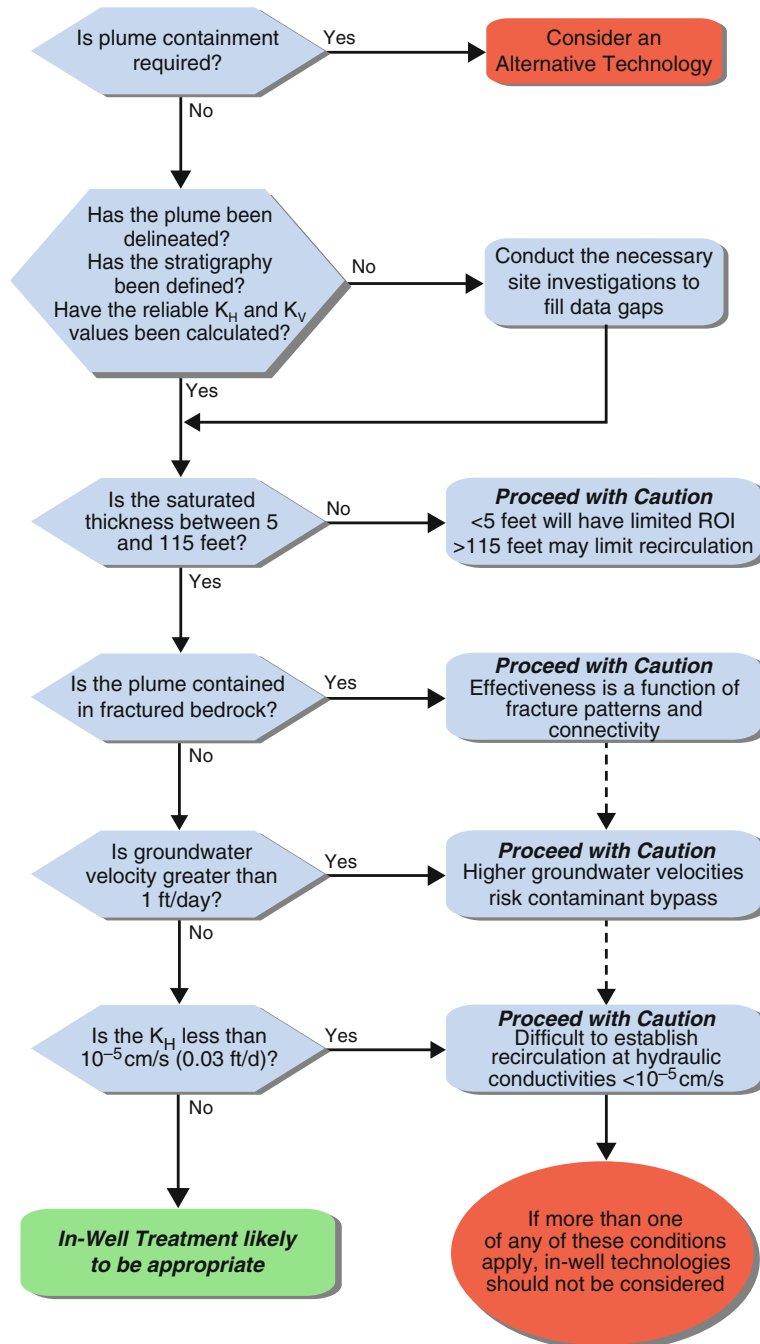 Is plume containment
required?
Yes
Consider an
Alternative Technology
No
Has the plume been
delineated?
Has the stratigraphy
been defined?
Have the reliable K_H and K_V
values been calculated?
No
Conduct the necessary
site investigations to
fill data gaps
Yes
Is the saturated
thickness between 5
and 115 feet?
No
Proceed with Caution
<5 feet will have limited ROI
>115 feet may limit recirculation
Yes
Is the plume contained
in fractured bedrock?
Yes
Proceed with Caution
Effectiveness is a function of
fracture patterns and
connectivity
No
Is groundwater
velocity greater than
1 ft/day?
Yes
Proceed with Caution
Higher groundwater velocities
risk contaminant bypass
No
Is the K_H less than
10⁻⁵ cm/s (0.03 ft/d)?
Yes
Proceed with Caution
Difficult to establish
recirculation at hydraulic
conductivities <10⁻⁵ cm/s
No
In-Well Treatment likely
to be appropriate
If more than one
of any of these conditions
apply, in-well technologies
should not be considered